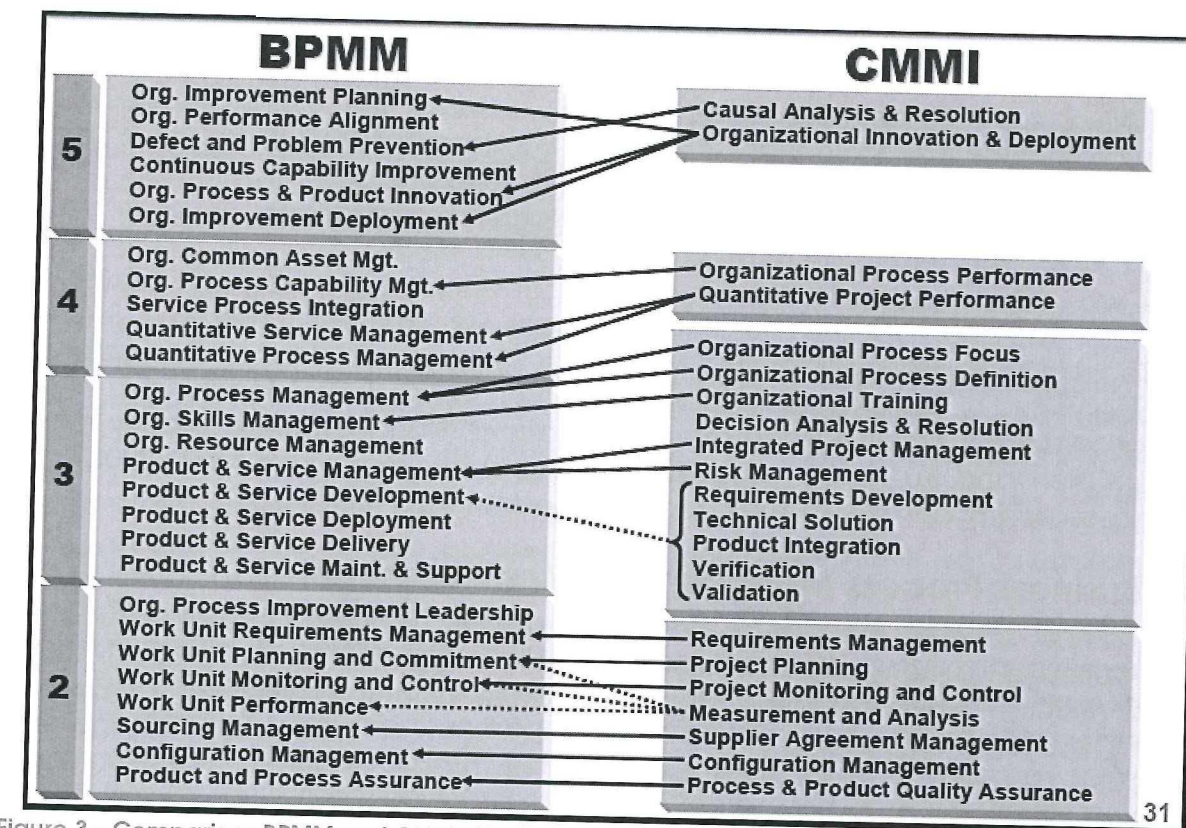 BPMM
CMMI
5
Org. Improvement Planning
Org. Performance Alignment
Defect and Problem Prevention
Continuous Capability Improvement
Org. Process & Product Innovation
Org. Improvement Deployment
Causal Analysis & Resolution
Organizational Innovation & Deployment
4
Org. Common Asset Mgt.
Org. Process Capability Mgt.
Service Process Integration
Quantitative Service Management
Quantitative Process Management
Organizational Process Performance
Quantitative Project Performance
3
Org. Process Management
Org. Skills Management
Org. Resource Management
Product & Service Management
Product & Service Development
Product & Service Deployment
Product & Service Delivery
Product & Service Maint. & Support
Organizational Process Focus
Organizational Process Definition
Organizational Training
Decision Analysis & Resolution
Integrated Project Management
Risk Management
Requirements Development
Technical Solution
Product Integration
Verification
Validation
2
Org. Process Improvement Leadership
Work Unit Requirements Management
Work Unit Planning and Commitment
Work Unit Monitoring and Control
Work Unit Performance
Sourcing Management
Configuration Management
Product and Process Assurance
Requirements Management
Project Planning
Project Monitoring and Control
Measurement and Analysis
Supplier Agreement Management
Configuration Management
Process & Product Quality Assurance
31
Figure 3 - Comparison BPMM and